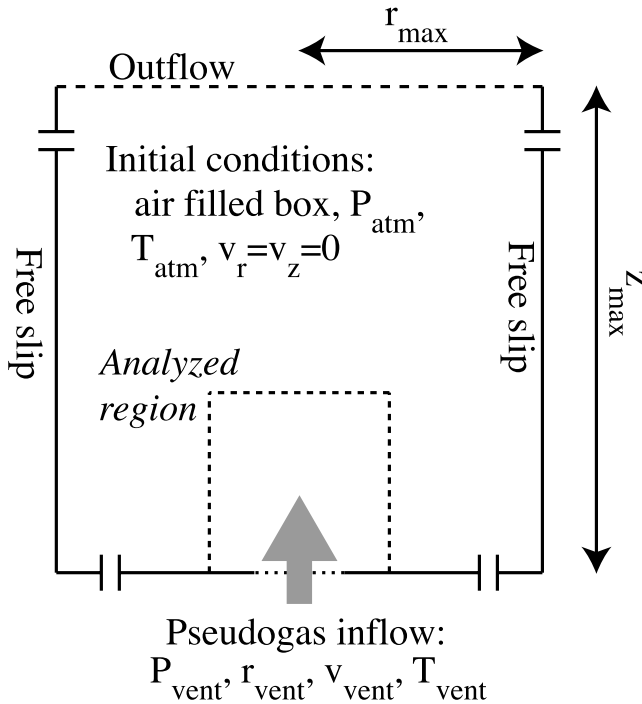 r_max
Outflow
Initial conditions:
air filled box, P_atm,
T_atm, v_r=v_z=0
Free slip
Free slip
z_max
Analyzed
region
Pseudogas inflow:
P_vent, r_vent, v_vent, T_vent